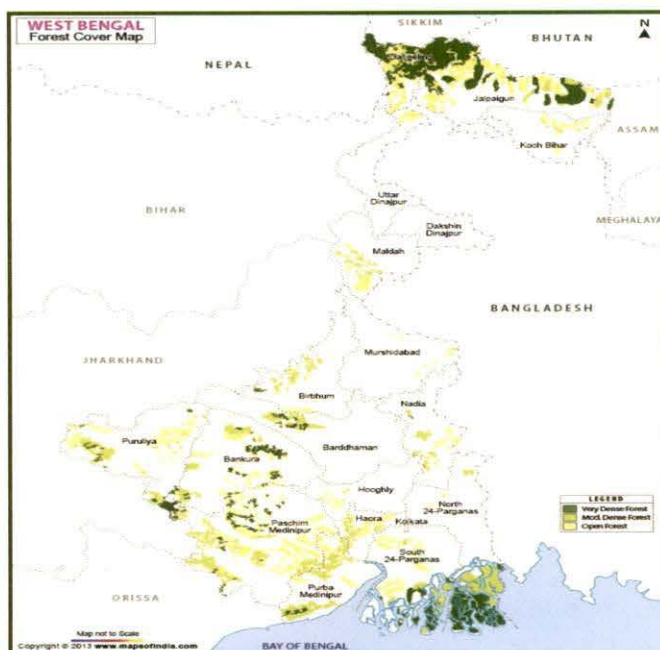 WEST BENGAL
Forest Cover Map
SIKKIM
N
BHUTAN
NEPAL
Darjeeling
Jalpaiguri
ASSAM
Koch Bihar
Uttar
Dinajpur
BIHAR
MEGHALAYA
Dakshin
Dinajpur
Maldah
BANGLADESH
JHARKHAND
Murshidabad
Birbhum
Nadia
Puruliya
Barddhaman
Bankura
Hooghly
North
24-Parganas
LEGEND
Very Dense Forest
Mod. Dense Forest
Open Forest
Paschim
Medinipur
Haora
Kolkata
South
24-Parganas
Purba
Medinipur
ORISSA
Map not to Scale
Copyright © 2013 www.mapsofindia.com
BAY OF BENGAL